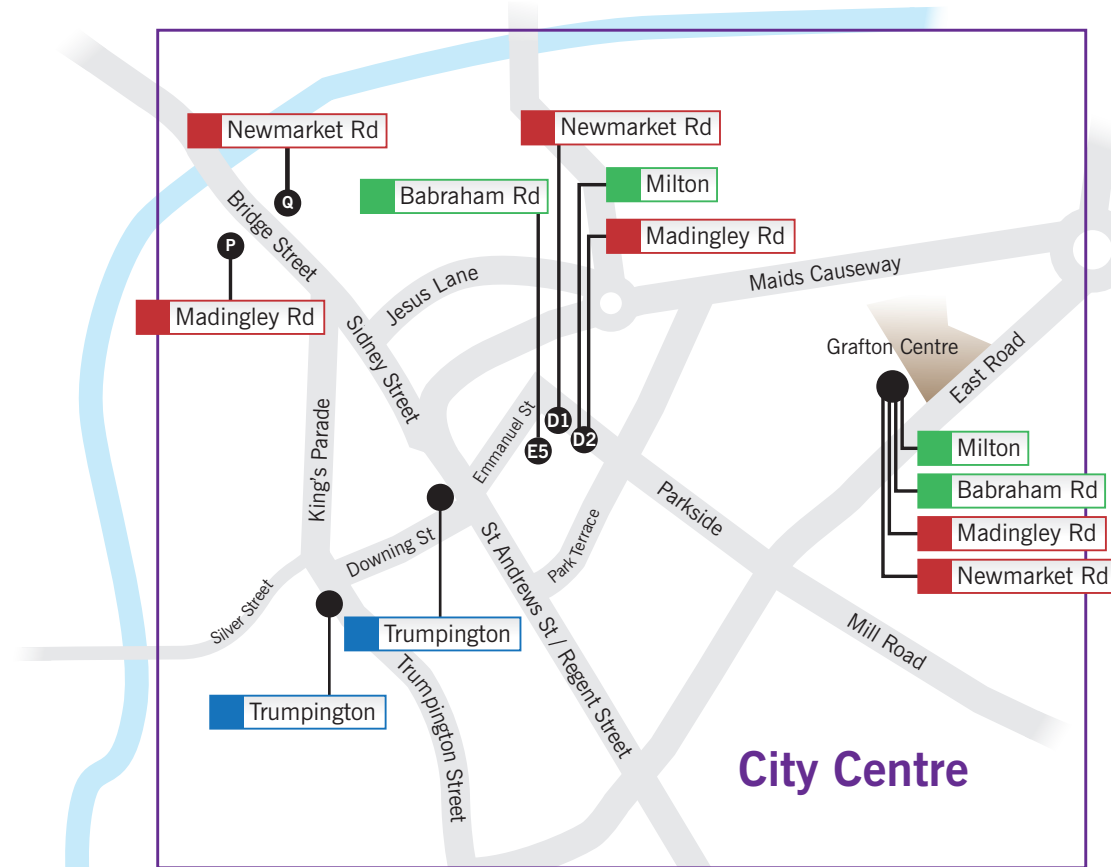 Newmarket Rd
Newmarket Rd
Q
Babraham Rd
Milton
Bridge Street
P
Madingley Rd
Madingley Rd
Jesus Lane
Maids Causeway
Sidney Street
Grafton Centre
East Road
King's Parade
Emmanuel St
D1
D2
E5
Milton
Babraham Rd
Madingley Rd
Newmarket Rd
Parkside
Downing St
St Andrews St / Regent Street
Park Terrace
Silver Street
Trumpington
Mill Road
Trumpington
Trumpington Street
City Centre